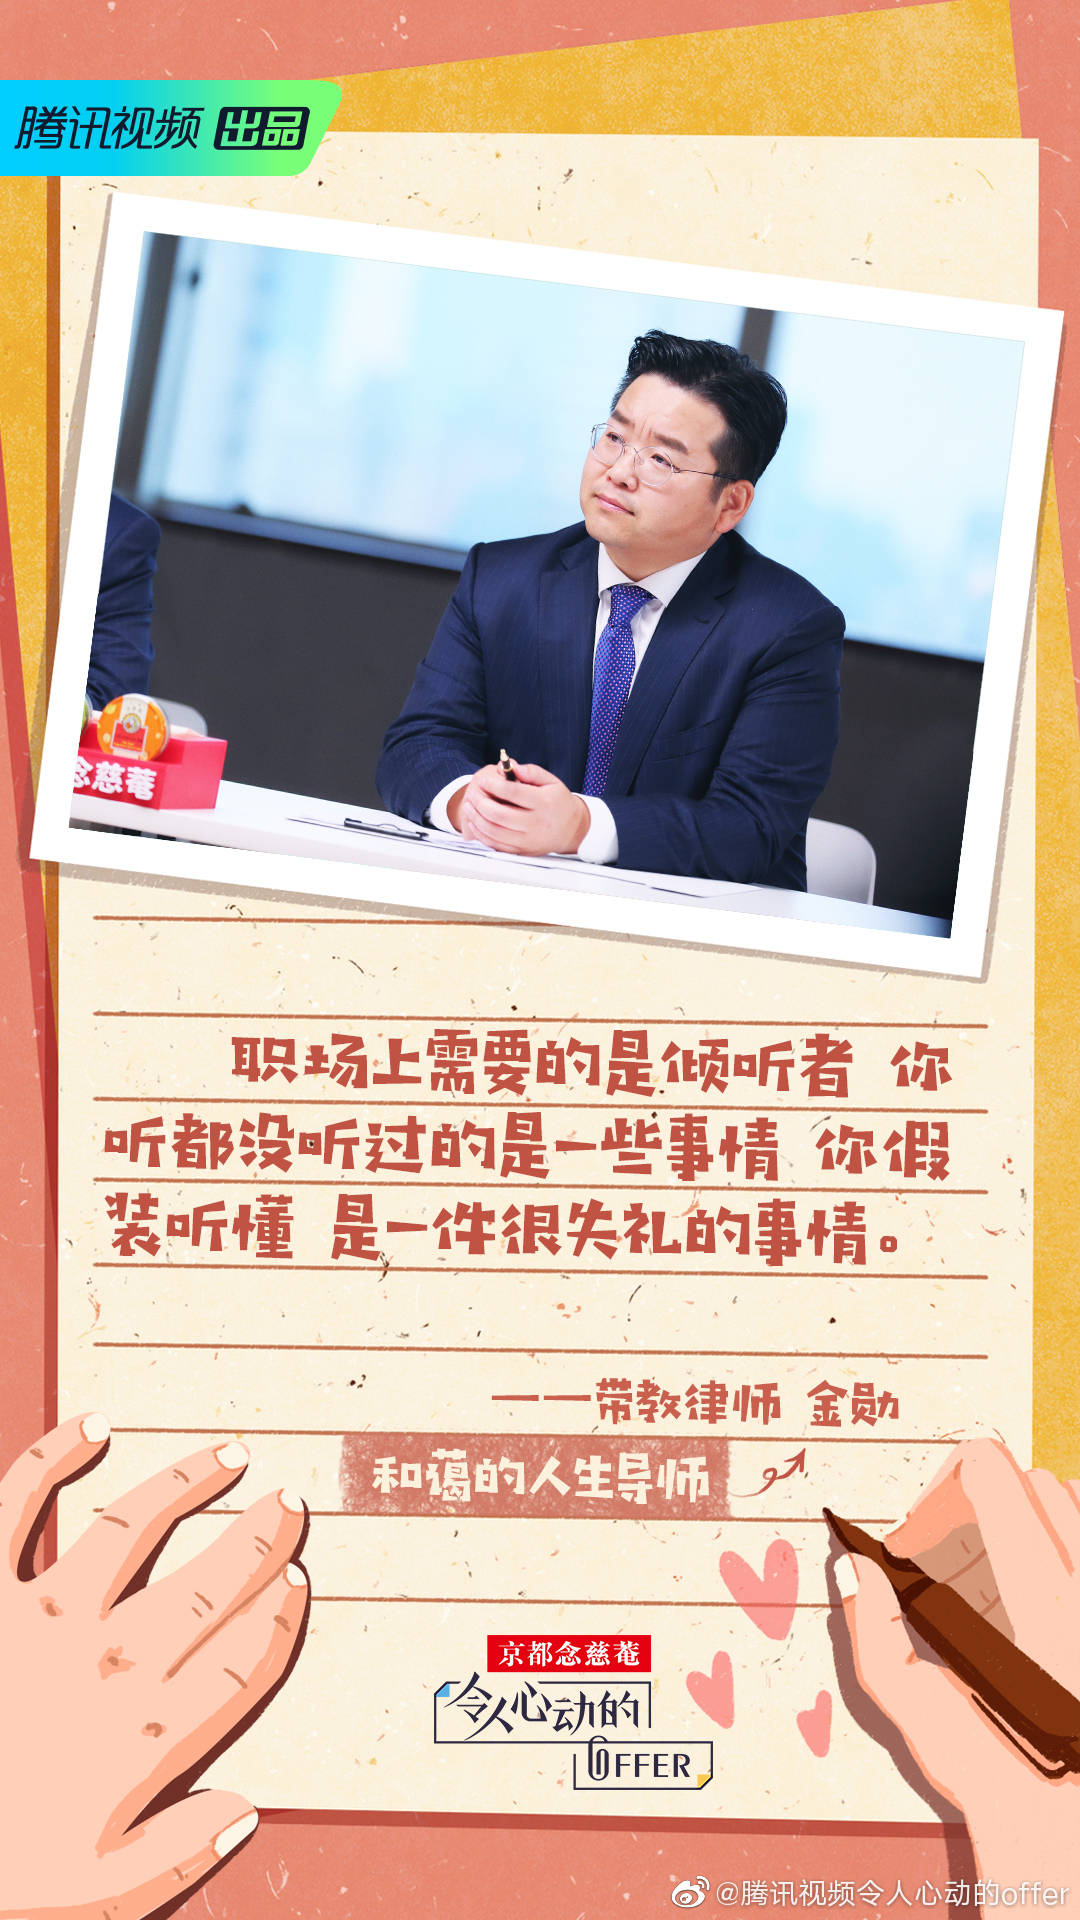 腾讯视频 出品
念慈菴
职场上需要的是倾听者 你
听都没听过的是一些事情 你假
装听懂 是一件很失礼的事情。
——带教律师 金勋
和蔼的人生导师
京都念慈菴
令人心动的
OFFER
@腾讯视频令人心动的offer